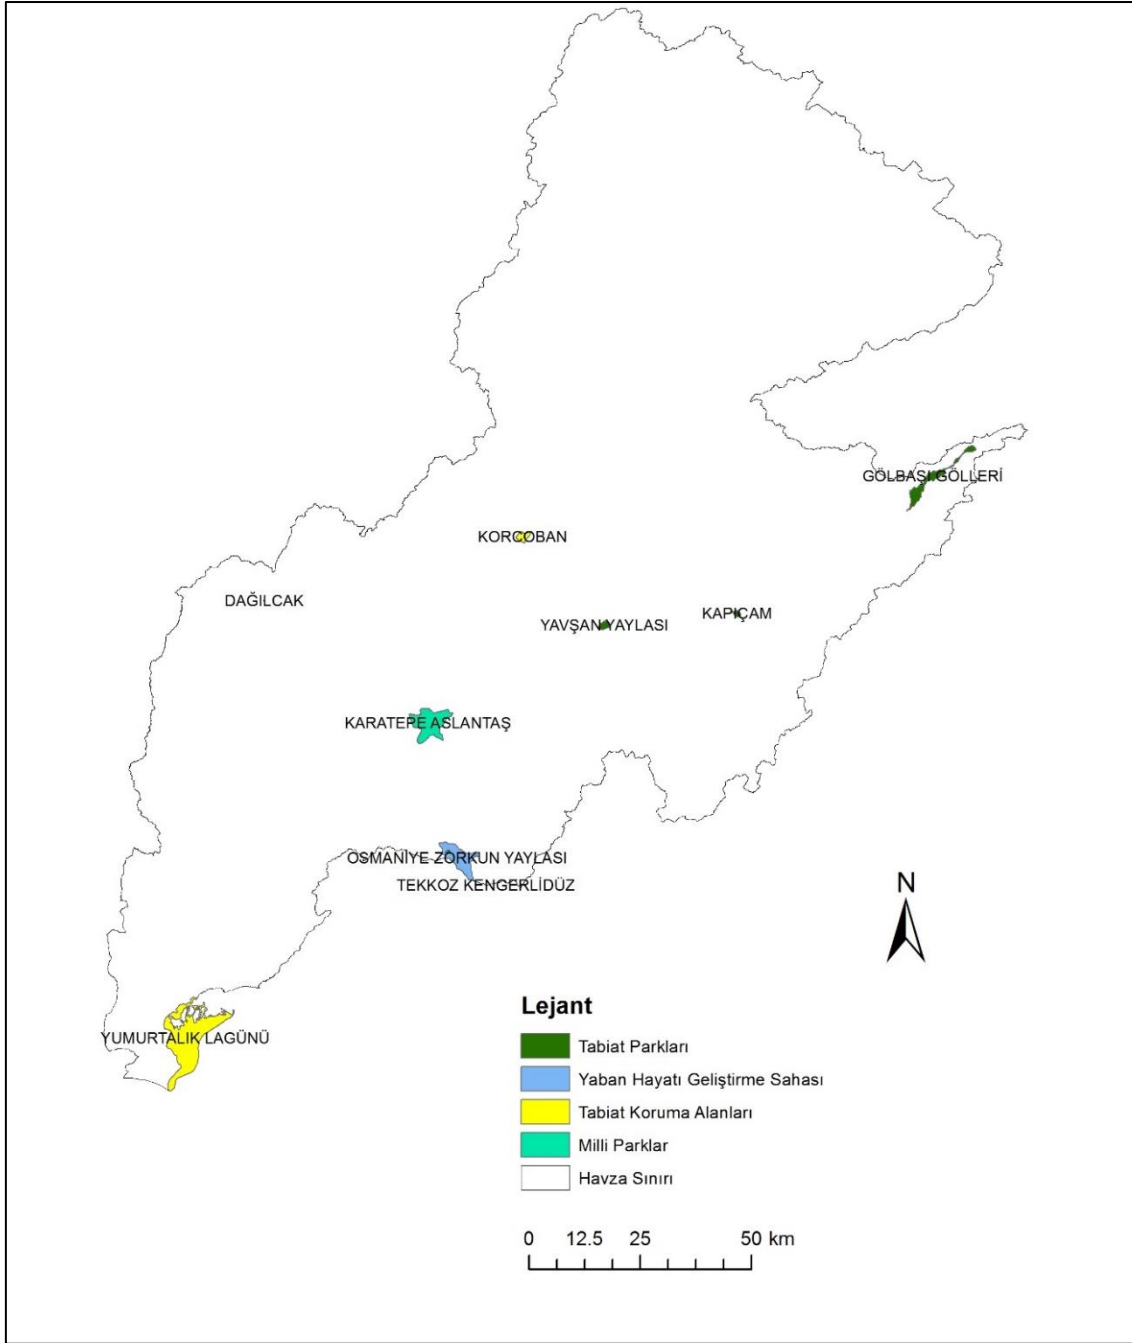 GÖLBAŞI GÖLLERİ
KORÇOBAN
DAĞILCAK
KAPIÇAM
YAVŞAN YAYLASI
KARATEPE ASLANTAŞ
OSMANİYE ZORKUN YAYLASI
TEKKOZ KENGERLİDÜZ
N
YUMURTALIK LAGÜNÜ
Lejant
Tabiat Parkları
Yaban Hayatı Geliştirme Sahası
Tabiat Koruma Alanları
Milli Parklar
Havza Sınırı
0 12.5 25 50 km